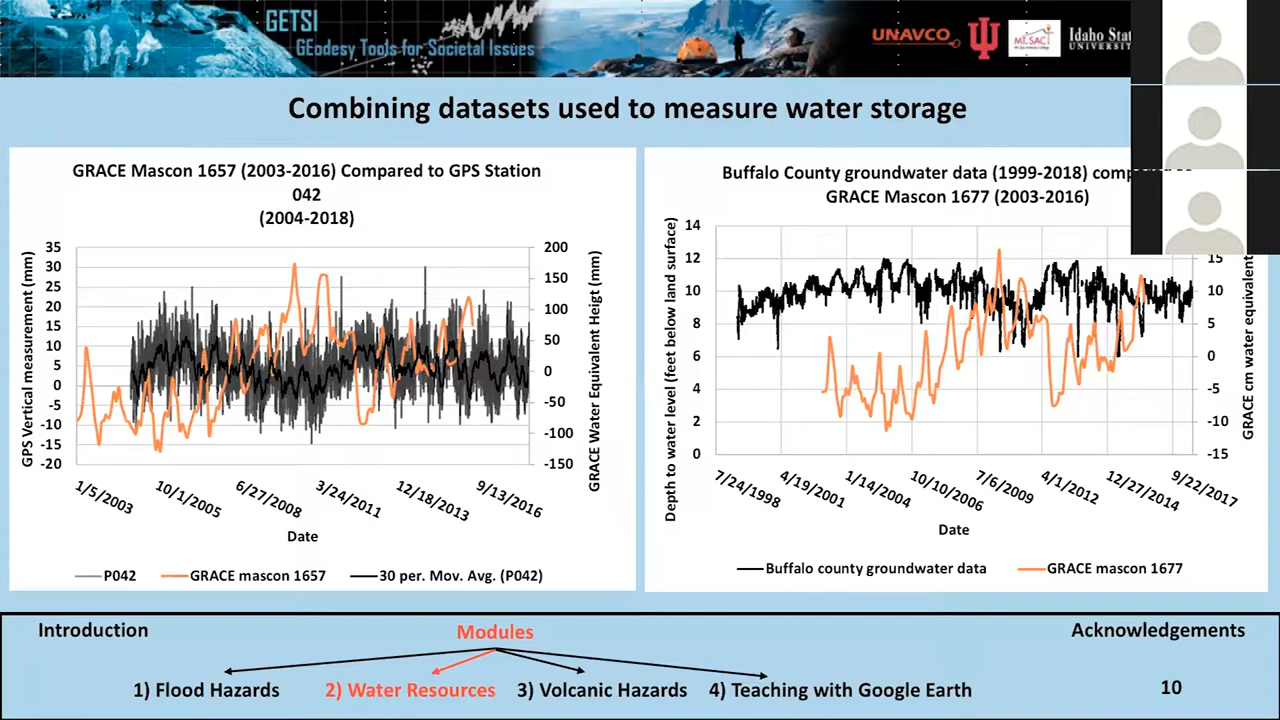 GETSI
GEodesy Tools for Societal Issues
UNAVCO
MT. SAC
Mt. San Antonio College
Idaho Stat
UNIVERSIT
Combining datasets used to measure water storage
GRACE Mascon 1657 (2003-2016) Compared to GPS Station
042
(2004-2018)
GPS Vertical measurement (mm)
35
30
25
20
15
10
5
0
-5
-10
-15
-20
200
150
100
50
0
-50
-100
-150
GRACE Water Equivalent Heigt (mm)
1/5/2003
10/1/2005
6/27/2008
3/24/2011
12/18/2013
9/13/2016
Date
P042
GRACE mascon 1657
30 per. Mov. Avg. (P042)
Buffalo County groundwater data (1999-2018) comp
GRACE Mascon 1677 (2003-2016)
Depth to water level (feet below land surface)
14
12
10
8
6
4
2
0
15
10
5
0
-5
-10
-15
GRACE cm water equivalent
7/24/1998
4/19/2001
1/14/2004
10/10/2006
7/6/2009
4/1/2012
12/27/2014
9/22/2017
Date
Buffalo county groundwater data
GRACE mascon 1677
Introduction
Modules
Acknowledgements
1) Flood Hazards
2) Water Resources
3) Volcanic Hazards
4) Teaching with Google Earth
10